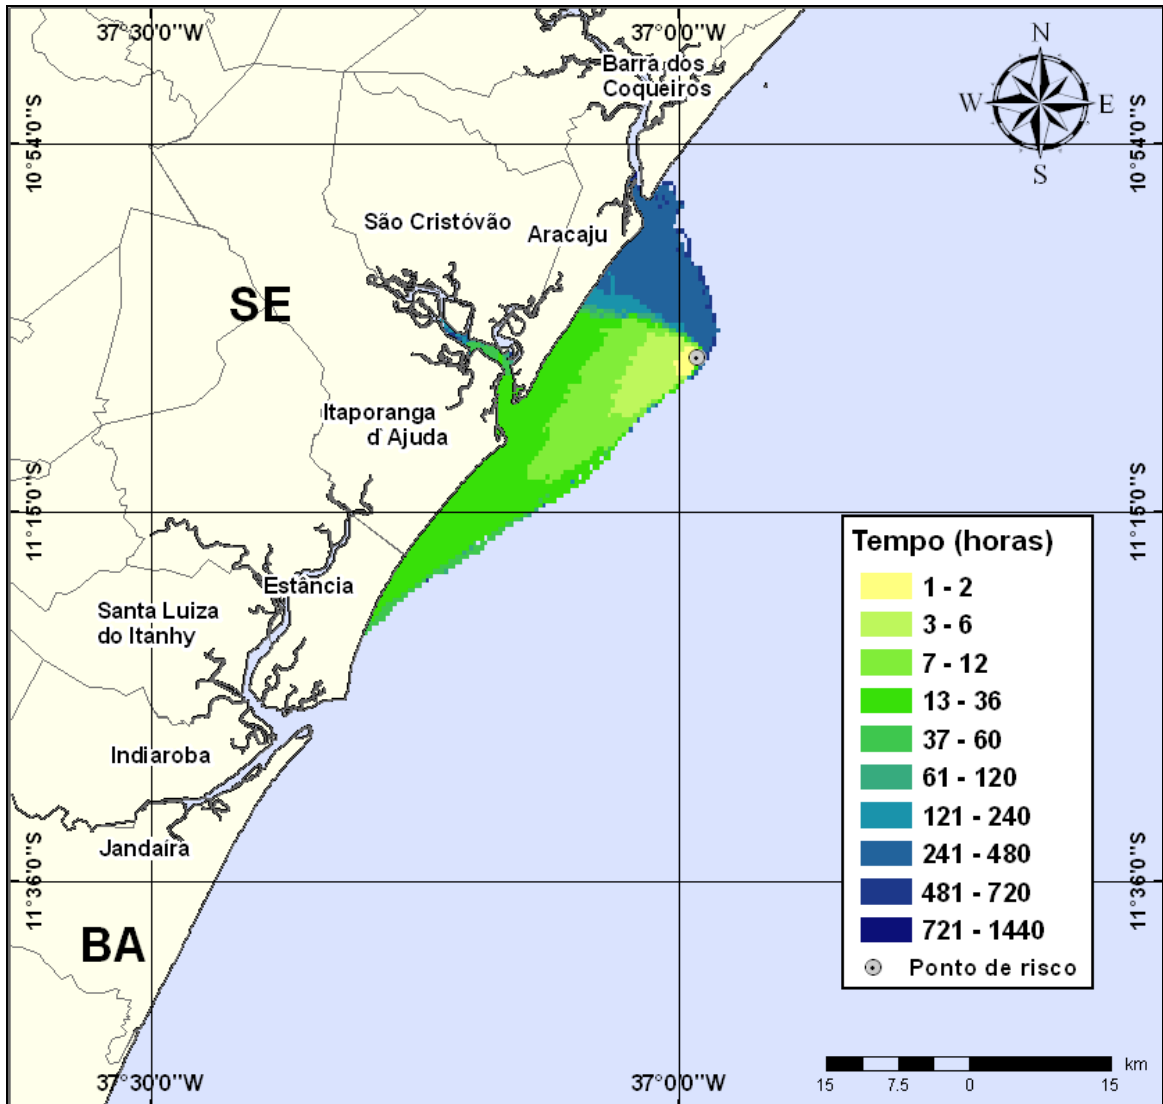 37°30'0"W
37°00'0"W
N
W
E
S
Barra dos
Coqueiros
10°54'0"S
10°54'0"S
São Cristóvão
Aracaju
SE
Itaporanga
d`Ajuda
11°15'0"S
11°15'0"S
Estância
Santa Luiza
do Itanhy
Indiaroba
Jandaíra
11°36'0"S
11°36'0"S
BA
Tempo (horas)
1 - 2
3 - 6
7 - 12
13 - 36
37 - 60
61 - 120
121 - 240
241 - 480
481 - 720
721 - 1440
Ponto de risco
37°30'0"W
37°00'0"W
km
15 7.5 0 15